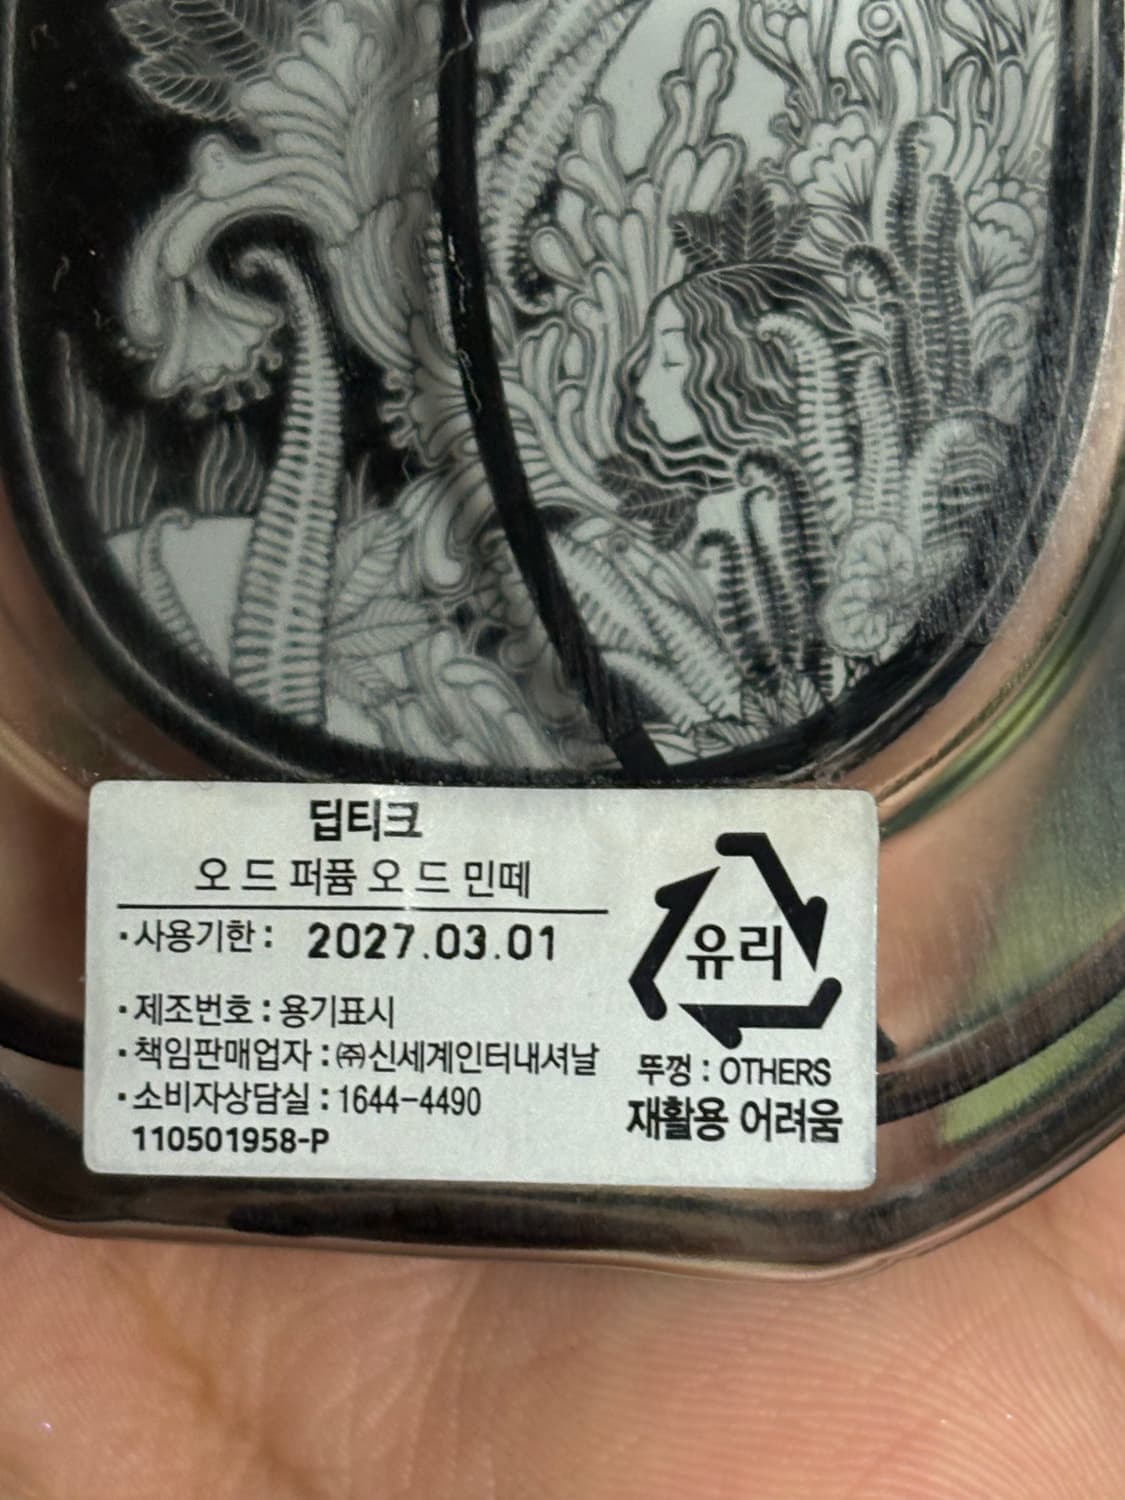 딥티크
오 드 퍼퓸 오 드 민떼
·사용기한 : 2027.03.01
·제조번호 : 용기표시
·책임판매업자 : ㈜신세계인터내셔날
·소비자상담실 : 1644-4490
110501958-P
유리
뚜껑 : OTHERS
재활용 어려움